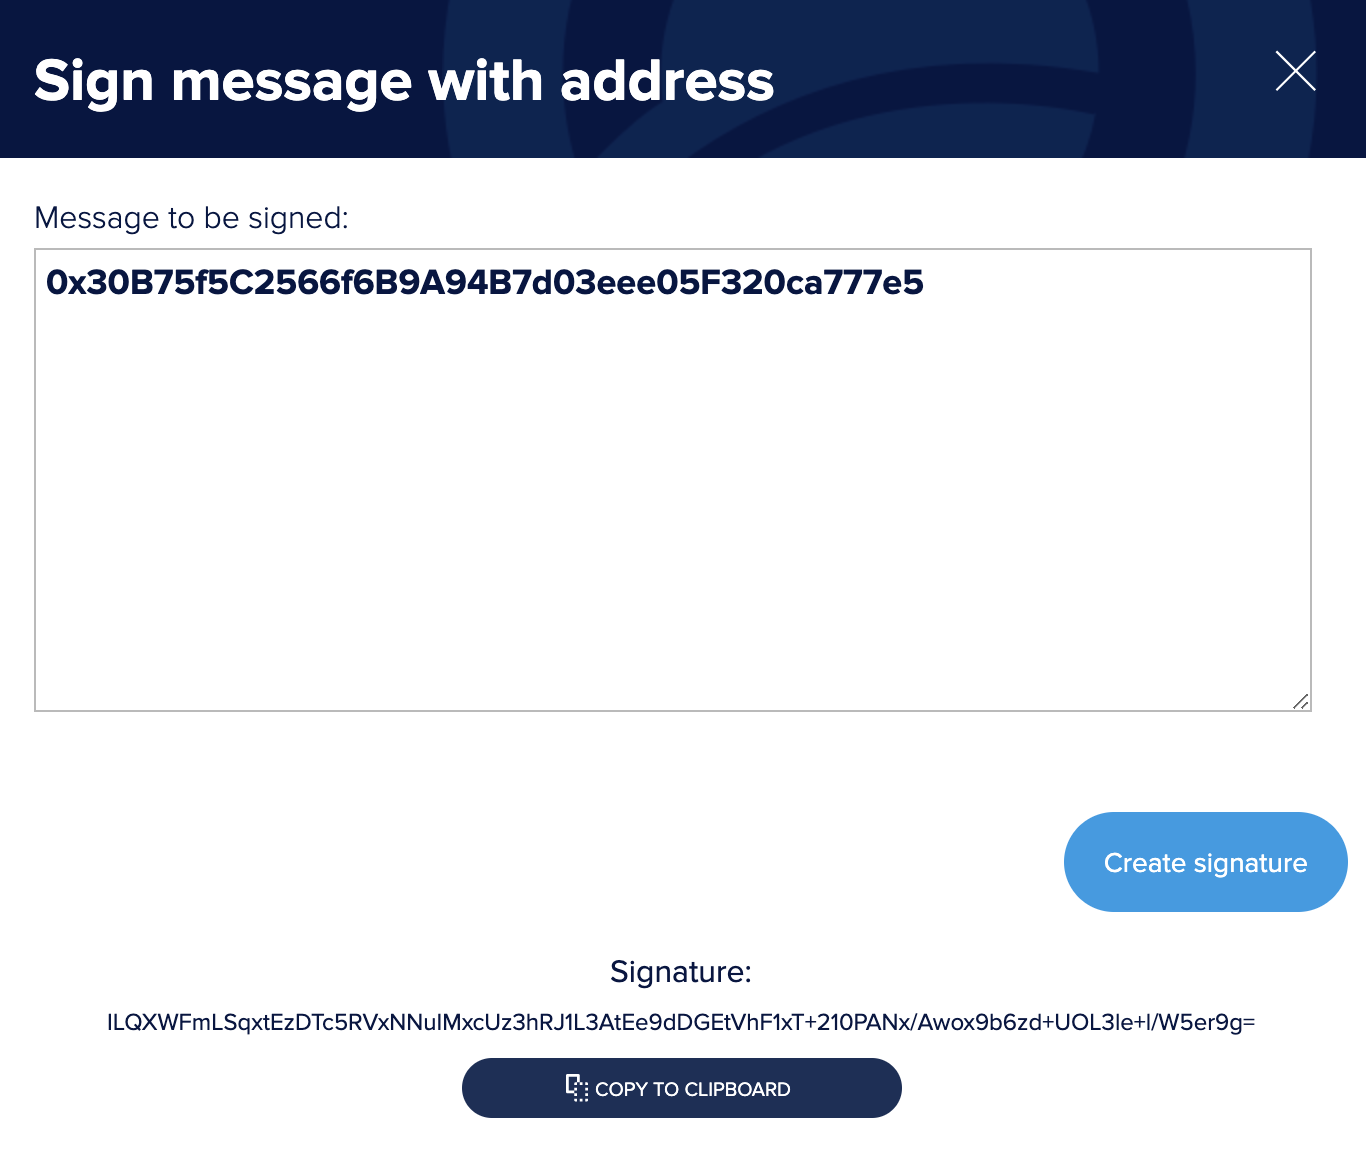 Sign message with address
Message to be signed:
0x30B75f5C2566f6B9A94B7d03eee05F320ca777e5
Create signature
Signature:
ILQXWFmLSqxtEzDTc5RVxNNuIMxcUz3hRJ1L3AtEe9dDGEtVhF1xT+210PANx/Awox9b6zd+UOL3le+l/W5er9g=
COPY TO CLIPBOARD